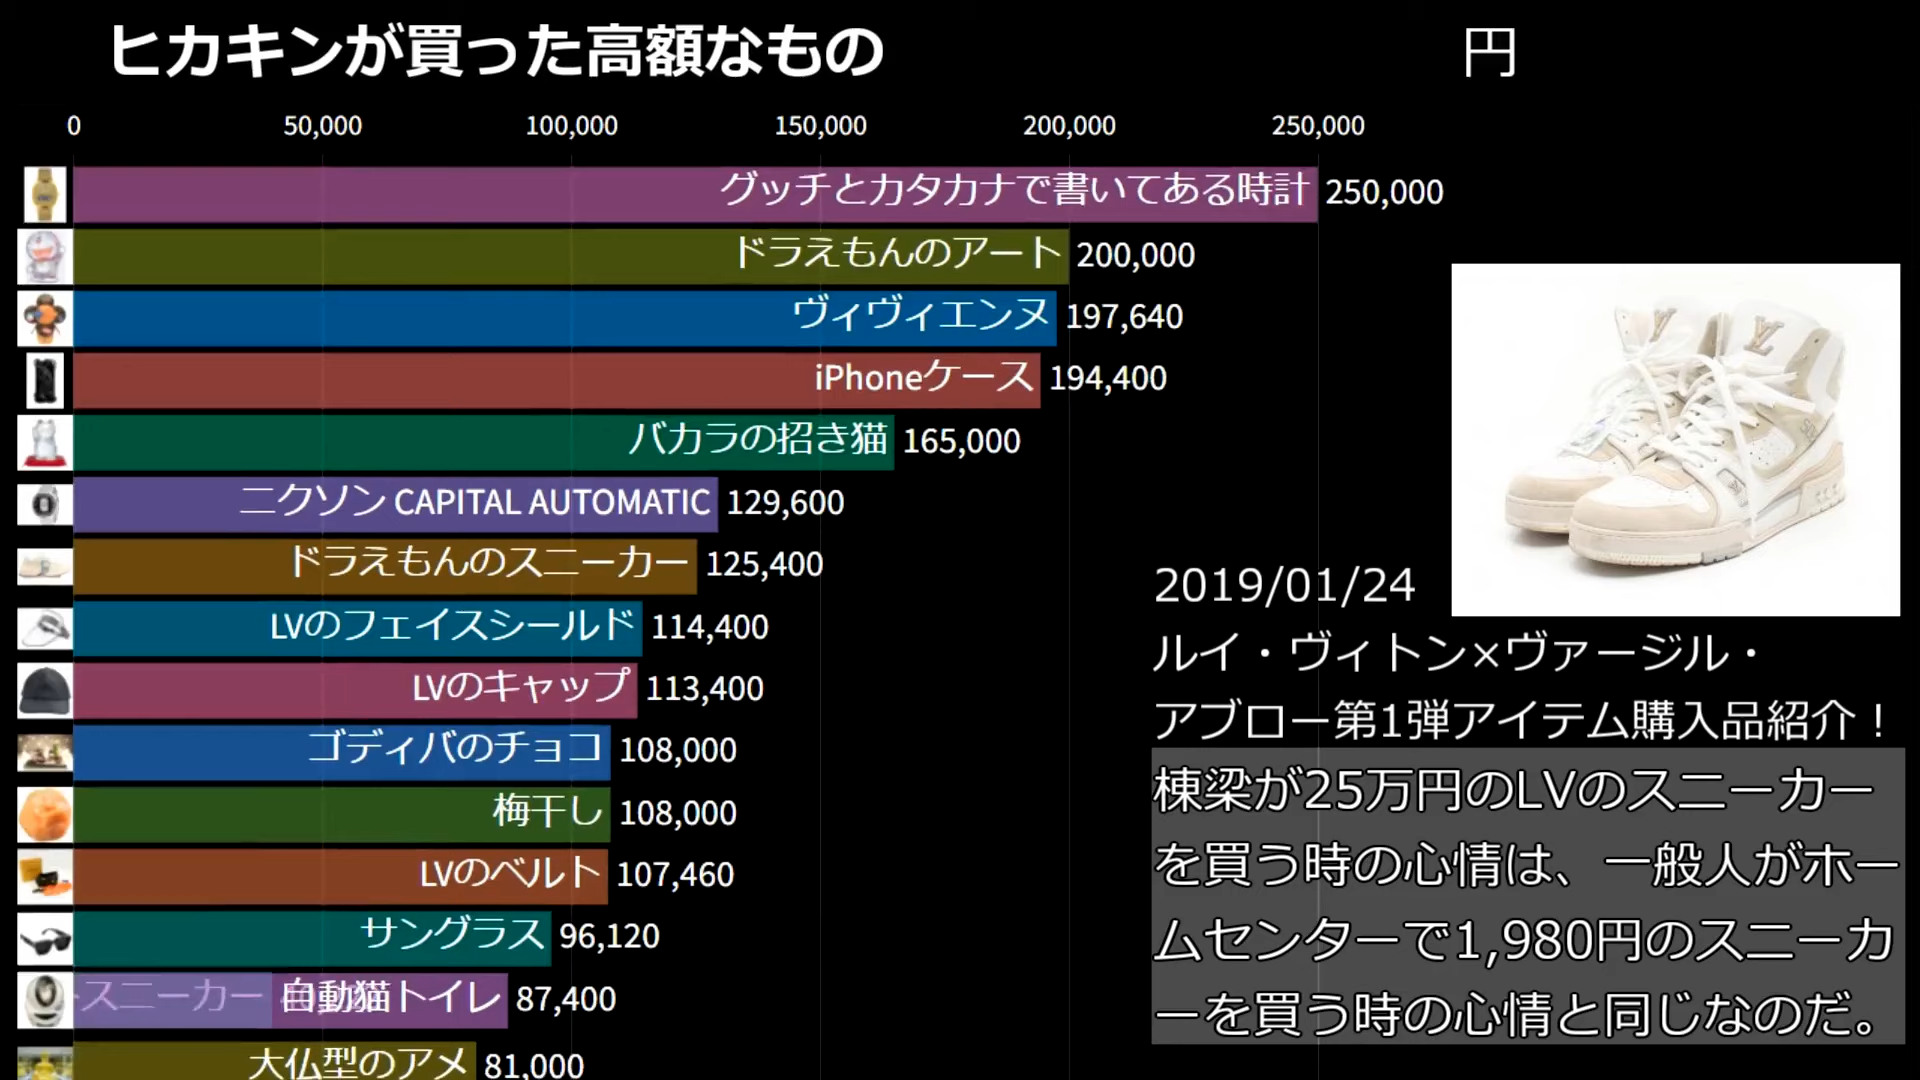 ヒカキンが買った高額なもの
円
0 50,000 100,000 150,000 200,000 250,000
グッチとカタカナで書いてある時計 250,000
ドラえもんのアート 200,000
ヴィヴィエンヌ 197,640
iPhoneケース 194,400
バカラの招き猫 165,000
ニクソン CAPITAL AUTOMATIC 129,600
ドラえもんのスニーカー 125,400
LVのフェイスシールド 114,400
LVのキャップ 113,400
ゴディバのチョコ 108,000
梅干し 108,000
LVのベルト 107,460
サングラス 96,120
スニーカー 自動猫トイレ 87,400
大仏型のアメ 81,000
2019/01/24
ルイ・ヴィトン×ヴァージル・
アブロー第1弾アイテム購入品紹介！
棟梁が25万円のLVのスニーカー
を買う時の心情は、一般人がホー
ムセンターで1,980円のスニーカ
ーを買う時の心情と同じなのだ。